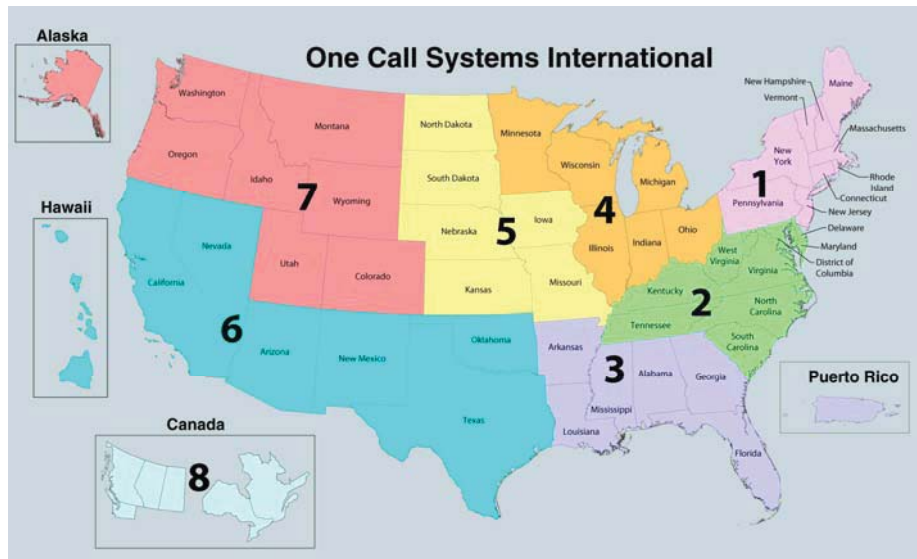 Alaska
One Call Systems International
Washington
Oregon
Idaho
Montana
Wyoming
7
Utah
Colorado
North Dakota
South Dakota
Nebraska
Kansas
5
Iowa
Missouri
Minnesota
Wisconsin
Michigan
4
Illinois
Indiana
Ohio
New Hampshire
Vermont
Maine
Massachusetts
New
York
1
Rhode
Island
Connecticut
Pennsylvania
New Jersey
Delaware
Maryland
District of
Columbia
West
Virginia
Virginia
Kentucky
2
North
Carolina
Tennessee
South
Carolina
Hawaii
Nevada
California
6
Arizona
New Mexico
Oklahoma
Texas
Arkansas
3
Alabama
Georgia
Mississippi
Louisiana
Florida
Puerto Rico
Canada
8